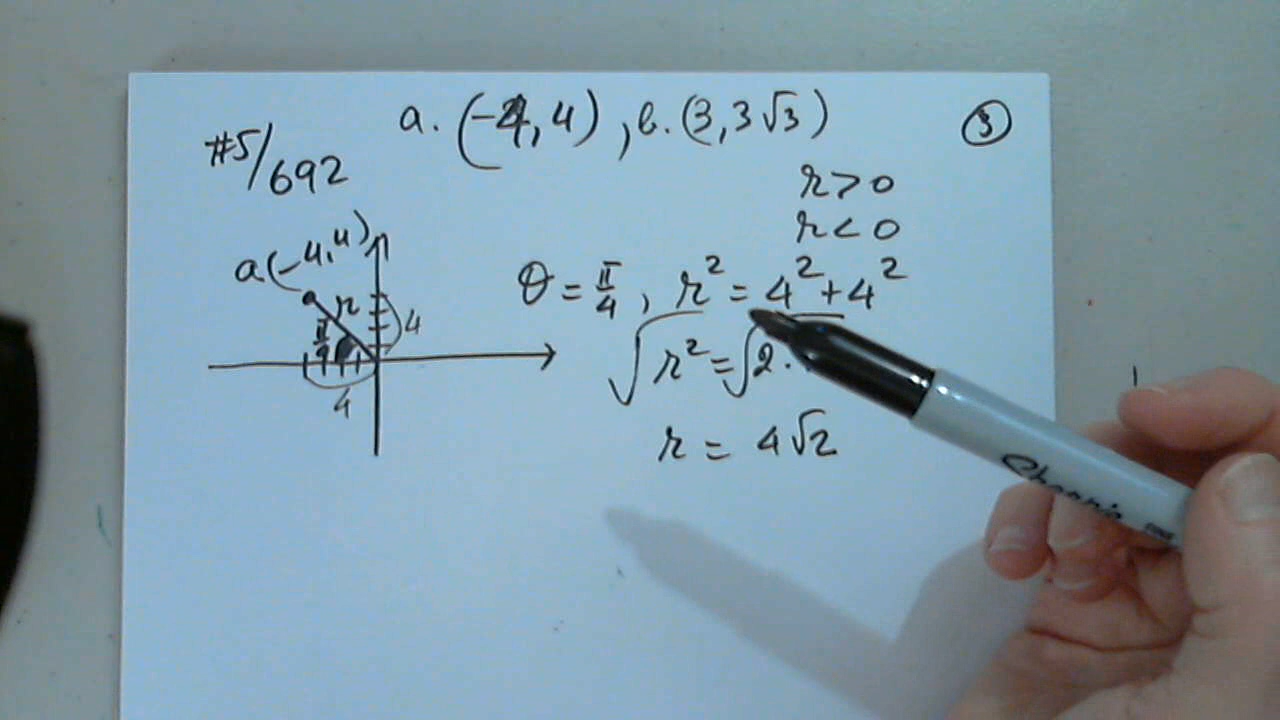 a. (-4, 4), b. (3, 3√3) ③
#5/692
r > 0
r < 0
a(-4, 4)
θ = π/4, r² = 4² + 4²
r
4
π/4
√r² = √2·
4
r = 4√2
Sharpie